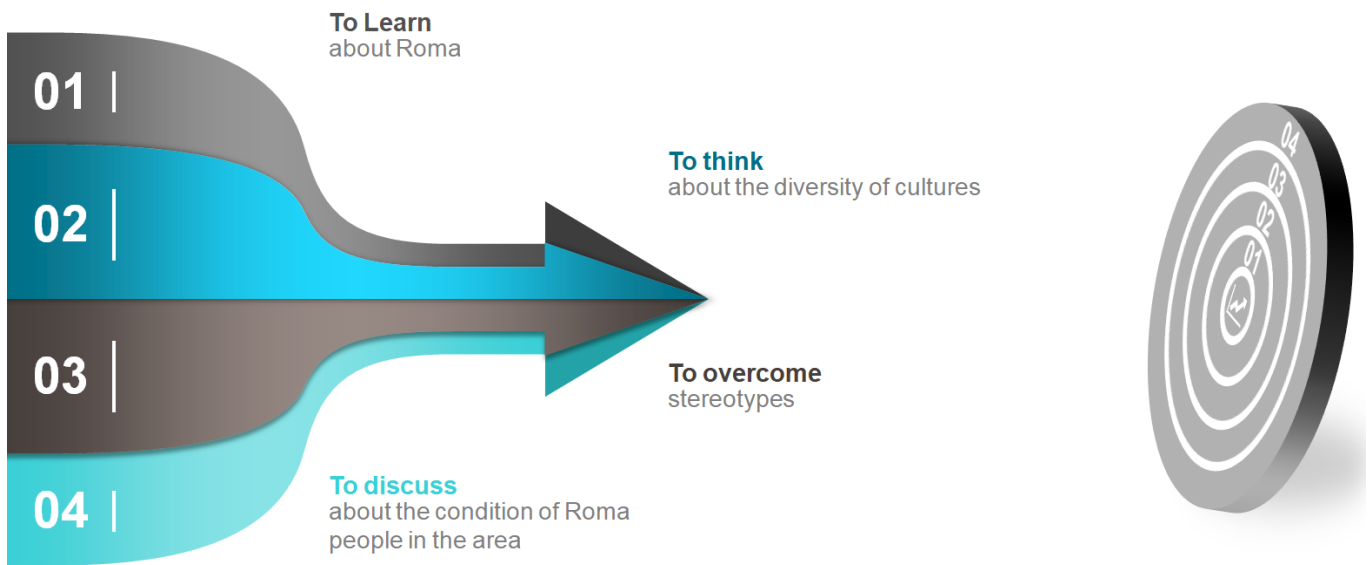 To Learn
about Roma
01
02
To think
about the diversity of cultures
03
To overcome
stereotypes
04
To discuss
about the condition of Roma
people in the area
04
03
02
01